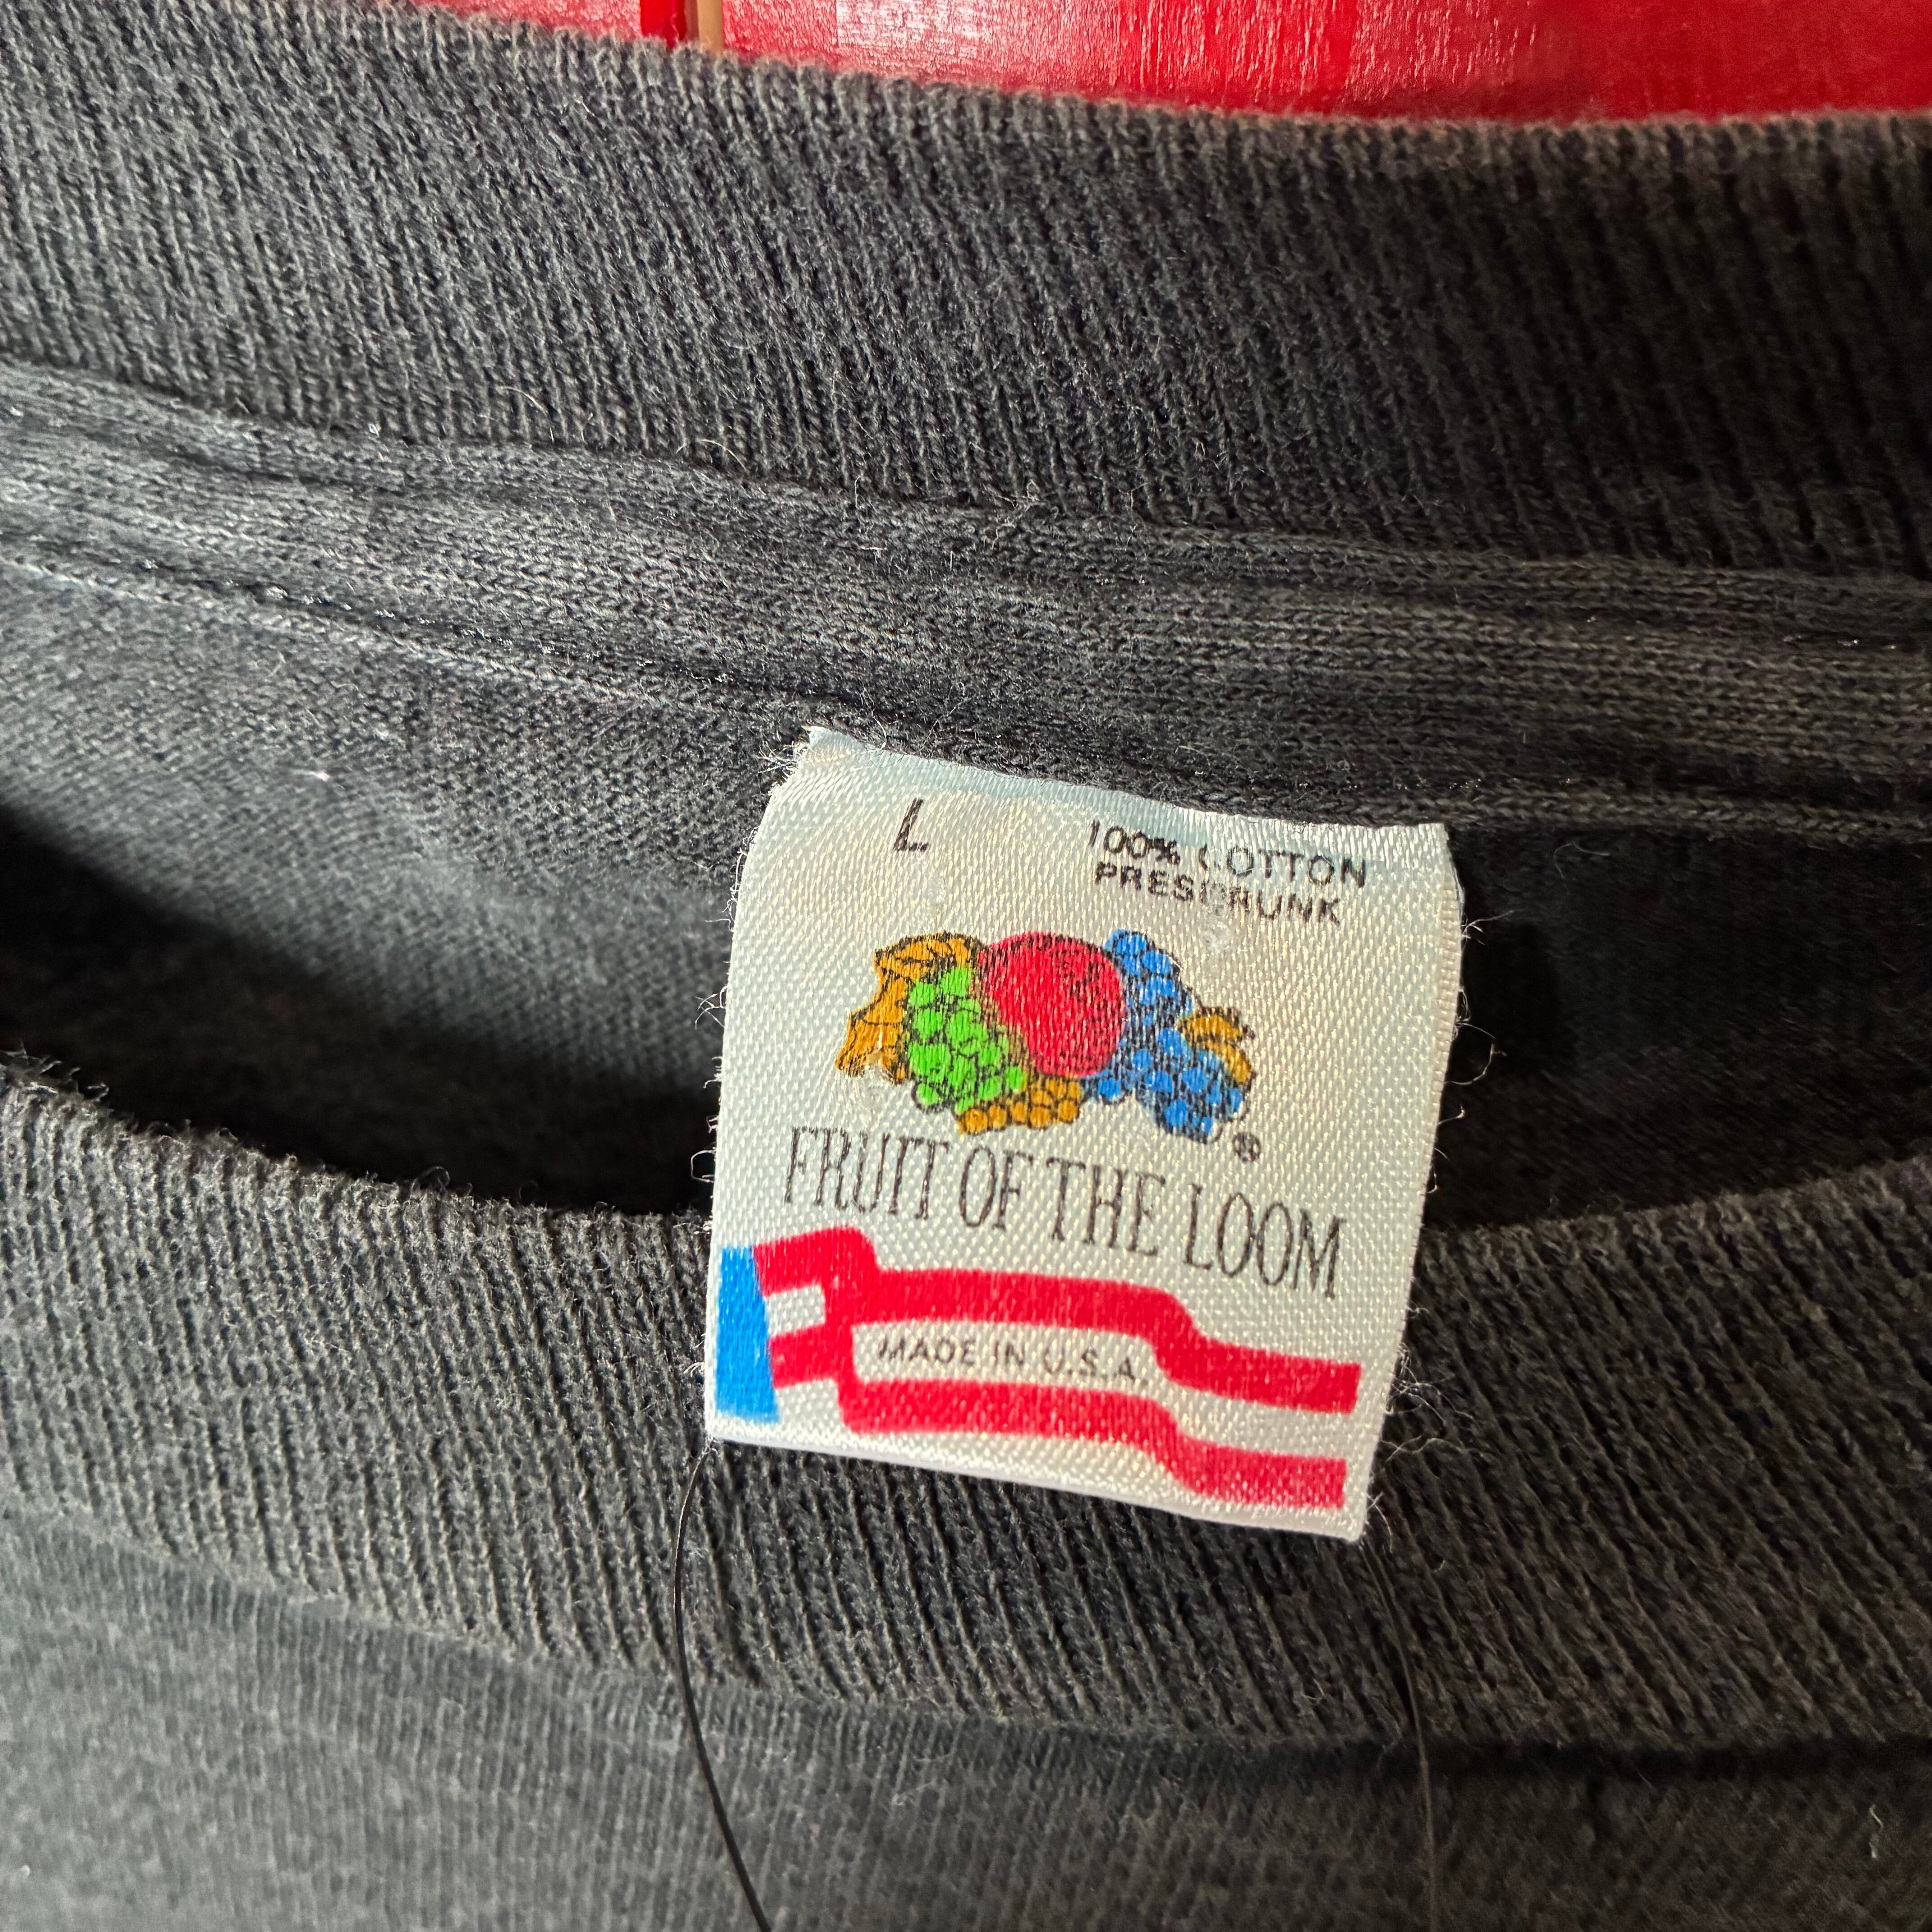 L
100% COTTON
PRESHRUNK
®
FRUIT OF THE LOOM
MADE IN U.S.A.